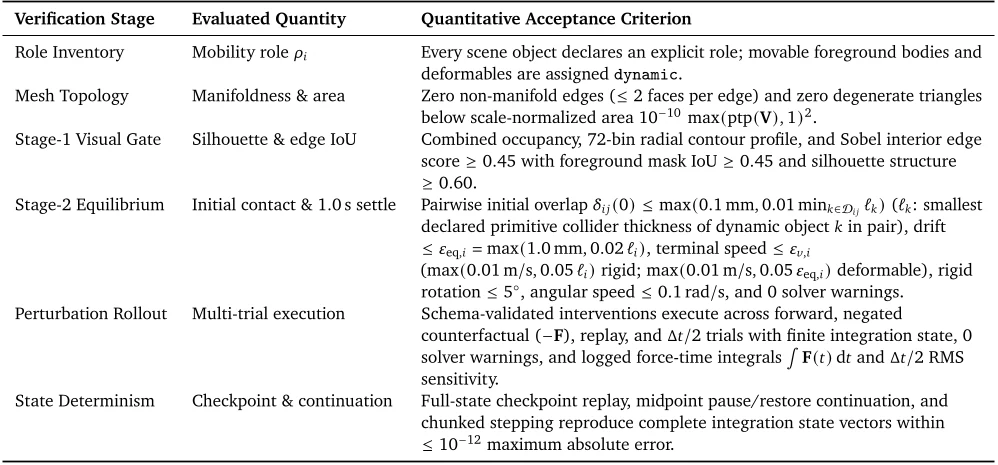 Verification Stage Evaluated Quantity Quantitative Acceptance Criterion
Role Inventory Mobility role ρᵢ Every scene object declares an explicit role; movable foreground bodies and
deformables are assigned dynamic.
Mesh Topology Manifoldness & area Zero non-manifold edges (≤ 2 faces per edge) and zero degenerate triangles
below scale-normalized area 10⁻¹⁰ max(ptp(V), 1)².
Stage-1 Visual Gate Silhouette & edge IoU Combined occupancy, 72-bin radial contour profile, and Sobel interior edge
score ≥ 0.45 with foreground mask IoU ≥ 0.45 and silhouette structure
≥ 0.60.
Stage-2 Equilibrium Initial contact & 1.0 s settle Pairwise initial overlap δᵢⱼ(0) ≤ max(0.1 mm, 0.01 min_{k∈𝒟ᵢⱼ} ℓₖ) (ℓₖ: smallest
declared primitive collider thickness of dynamic object k in pair), drift
≤ ε_{eq,i} = max(1.0 mm, 0.02 ℓᵢ), terminal speed ≤ ε_{v,i}
(max(0.01 m/s, 0.05 ℓᵢ) rigid; max(0.01 m/s, 0.05 ε_{eq,i}) deformable), rigid
rotation ≤ 5°, angular speed ≤ 0.1 rad/s, and 0 solver warnings.
Perturbation Rollout Multi-trial execution Schema-validated interventions execute across forward, negated
counterfactual (−F), replay, and Δt/2 trials with finite integration state, 0
solver warnings, and logged force-time integrals ∫ F(t) dt and Δt/2 RMS
sensitivity.
State Determinism Checkpoint & continuation Full-state checkpoint replay, midpoint pause/restore continuation, and
chunked stepping reproduce complete integration state vectors within
≤ 10⁻¹² maximum absolute error.